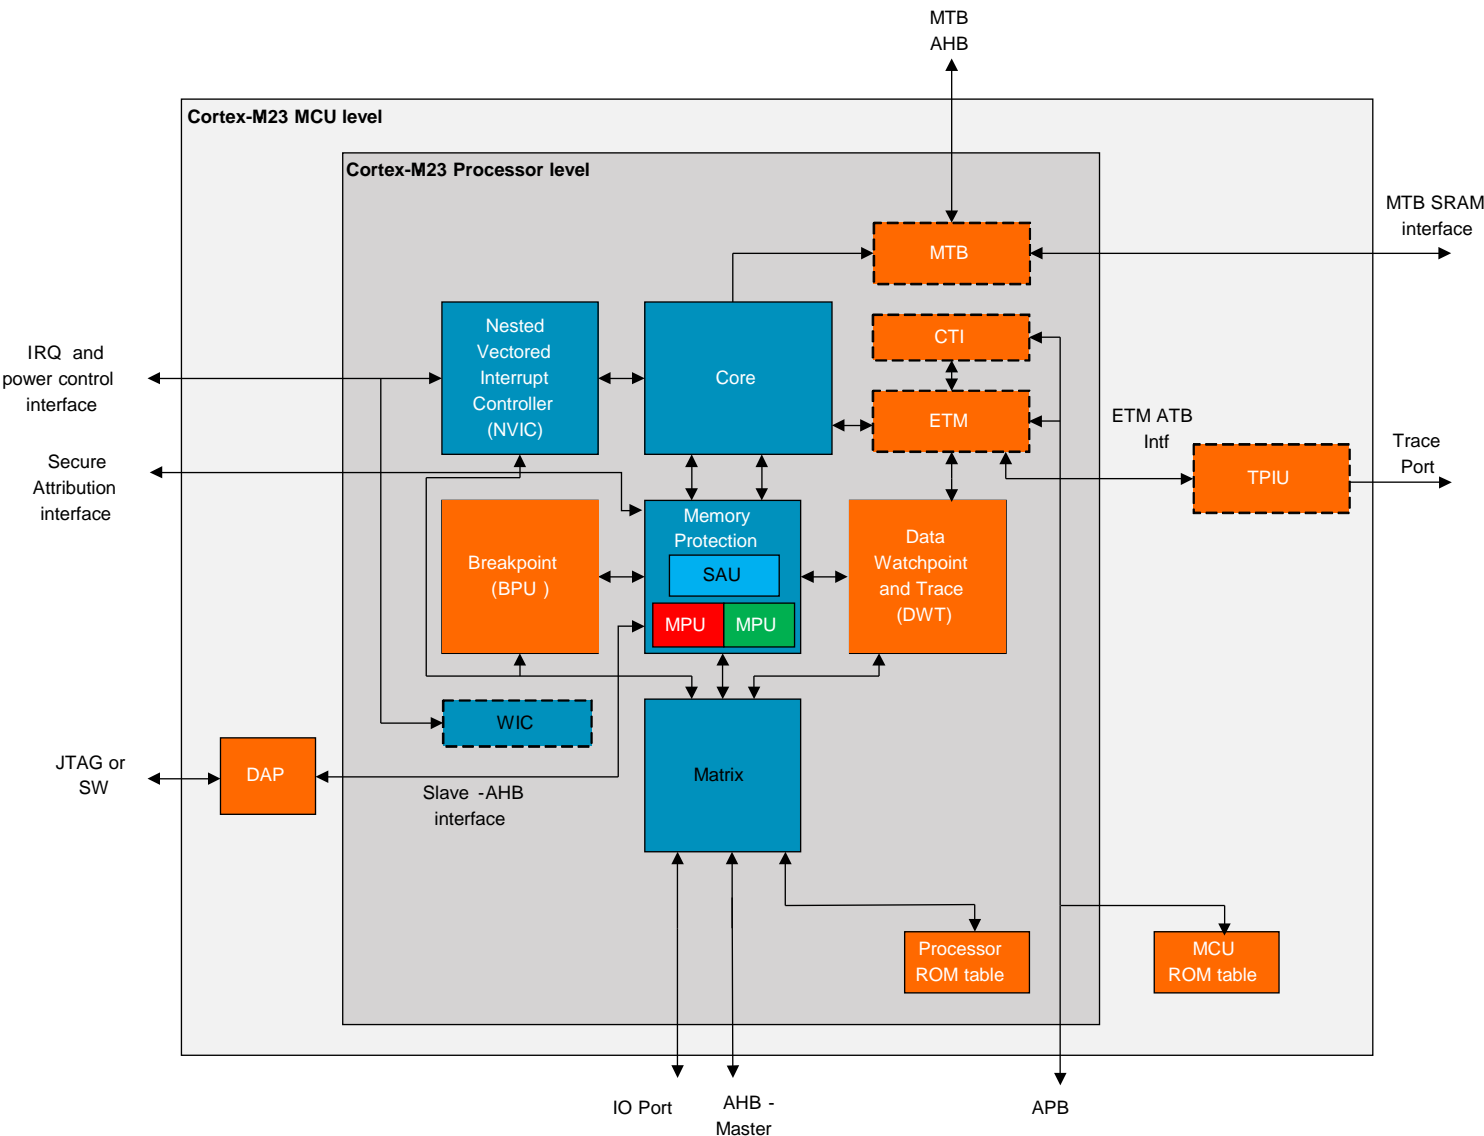 MTB
AHB
Cortex-M23 MCU level
Cortex-M23 Processor level
MTB SRAM
interface
MTB
Nested
Vectored
Interrupt
Controller
(NVIC)
Core
CTI
ETM
IRQ and
power control
interface
ETM ATB
Intf
TPIU
Trace
Port
Secure
Attribution
interface
Breakpoint
(BPU )
Memory
Protection
SAU
MPU
MPU
Data
Watchpoint
and Trace
(DWT)
WIC
JTAG or
SW
DAP
Slave -AHB
interface
Matrix
Processor
ROM table
MCU
ROM table
IO Port
AHB -
Master
APB